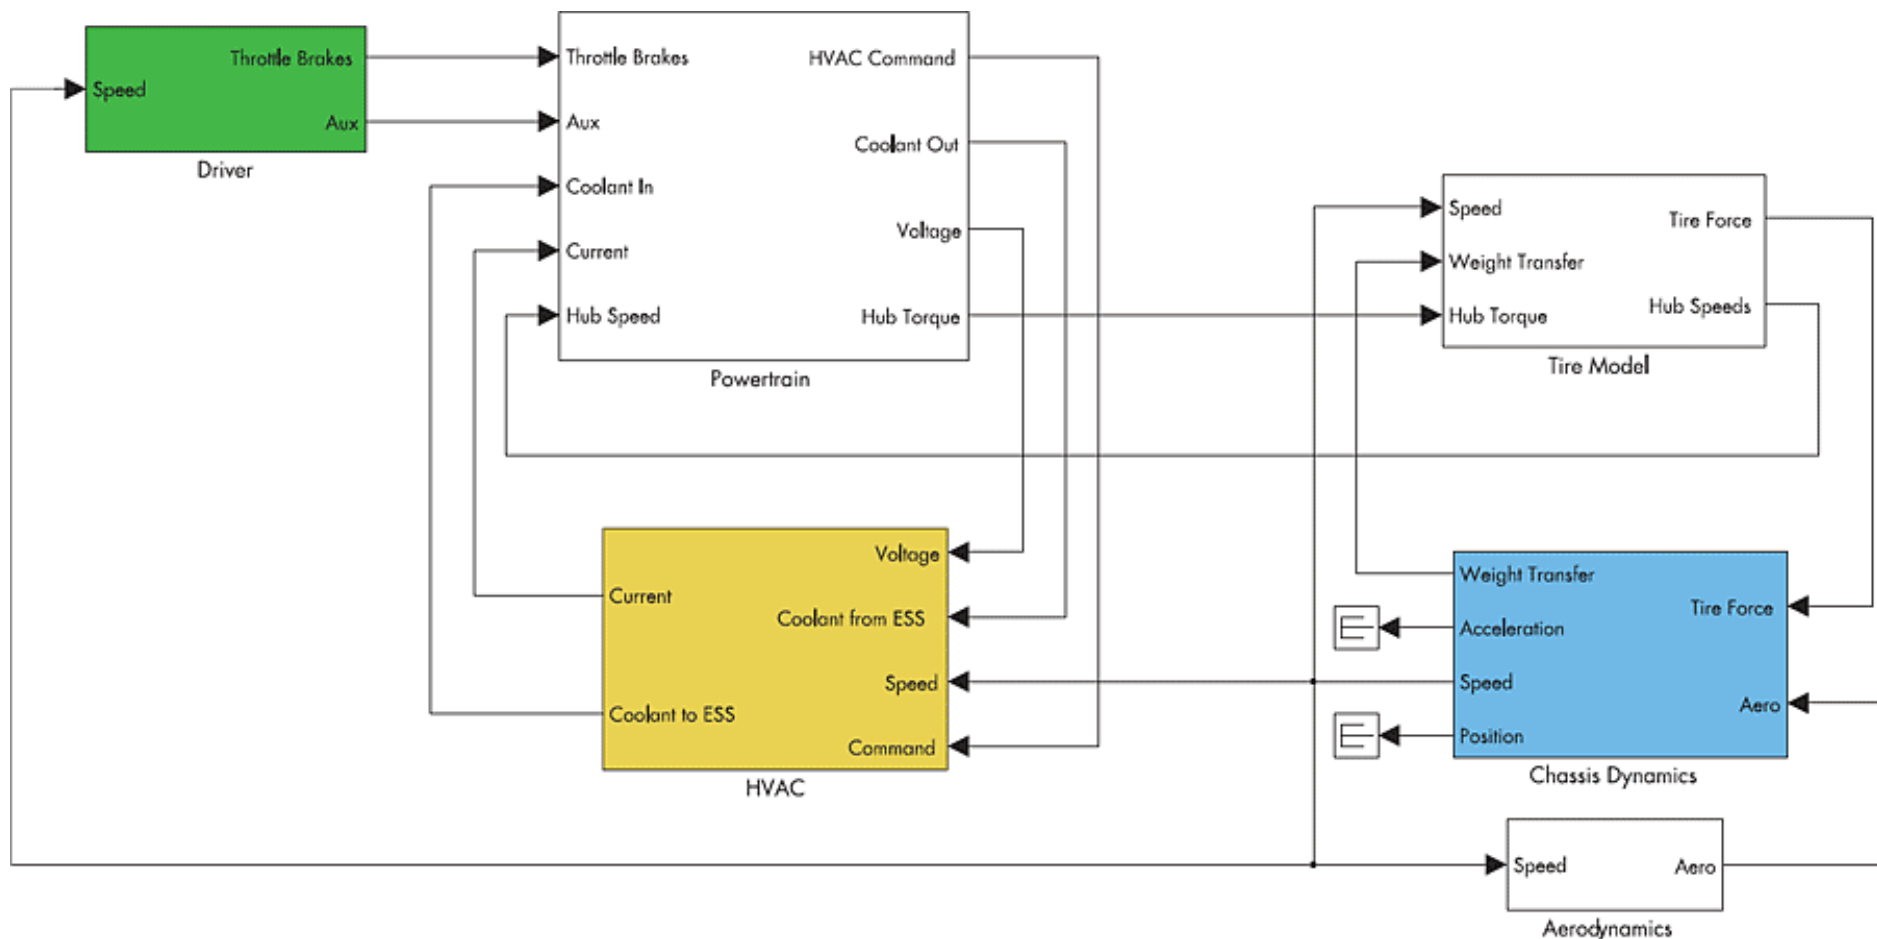 Speed
Throttle Brakes
Aux
Driver
Throttle Brakes
Aux
Coolant In
Current
Hub Speed
HVAC Command
Coolant Out
Voltage
Hub Torque
Powertrain
Speed
Weight Transfer
Hub Torque
Tire Force
Hub Speeds
Tire Model
Current
Coolant to ESS
Voltage
Coolant from ESS
Speed
Command
HVAC
Weight Transfer
Acceleration
Speed
Position
Tire Force
Aero
Chassis Dynamics
Speed
Aero
Aerodynamics